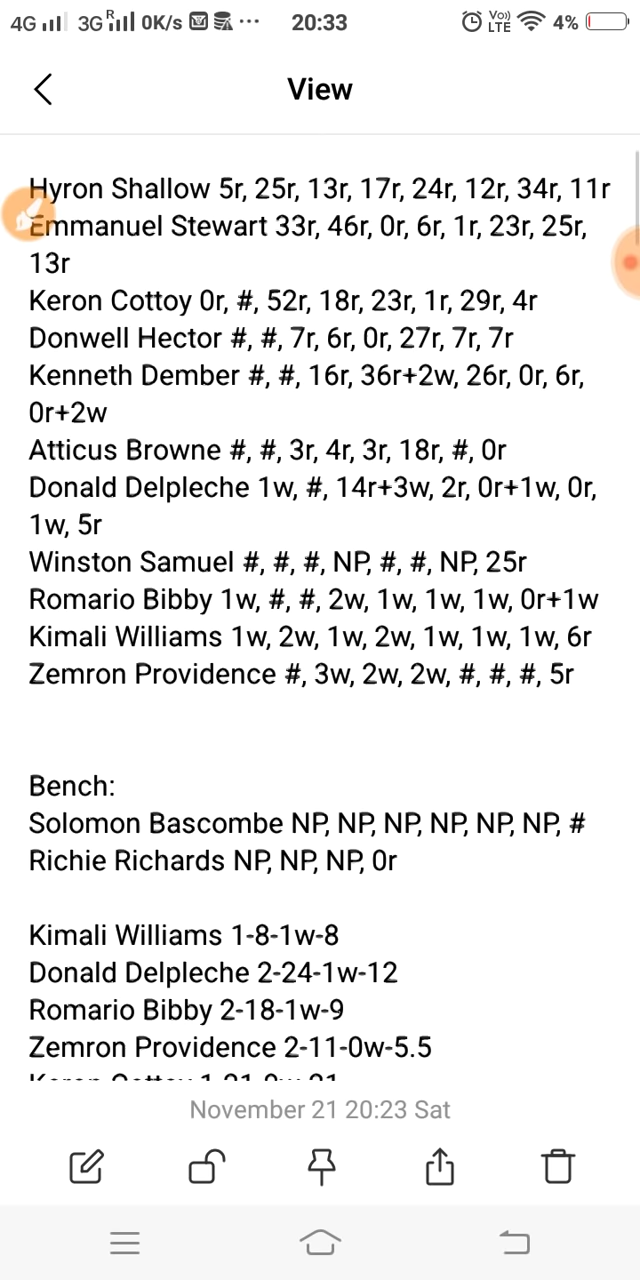 4G 3G R 0K/s ... 20:33 Vo) LTE 4%
View
Hyron Shallow 5r, 25r, 13r, 17r, 24r, 12r, 34r, 11r
Emmanuel Stewart 33r, 46r, 0r, 6r, 1r, 23r, 25r,
13r
Keron Cottoy 0r, #, 52r, 18r, 23r, 1r, 29r, 4r
Donwell Hector #, #, 7r, 6r, 0r, 27r, 7r, 7r
Kenneth Dember #, #, 16r, 36r+2w, 26r, 0r, 6r,
0r+2w
Atticus Browne #, #, 3r, 4r, 3r, 18r, #, 0r
Donald Delpleche 1w, #, 14r+3w, 2r, 0r+1w, 0r,
1w, 5r
Winston Samuel #, #, #, NP, #, #, NP, 25r
Romario Bibby 1w, #, #, 2w, 1w, 1w, 1w, 0r+1w
Kimali Williams 1w, 2w, 1w, 2w, 1w, 1w, 1w, 6r
Zemron Providence #, 3w, 2w, 2w, #, #, #, 5r
Bench:
Solomon Bascombe NP, NP, NP, NP, NP, NP, #
Richie Richards NP, NP, NP, 0r
Kimali Williams 1-8-1w-8
Donald Delpleche 2-24-1w-12
Romario Bibby 2-18-1w-9
Zemron Providence 2-11-0w-5.5
November 21 20:23 Sat